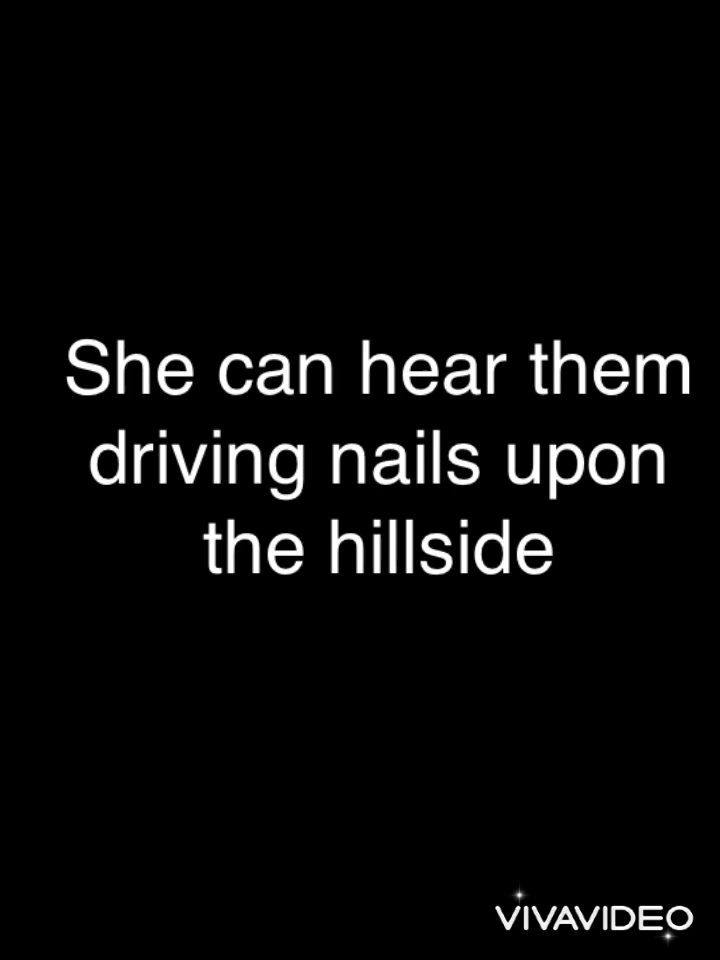 She can hear them
driving nails upon
the hillside
VIVAVIDEO